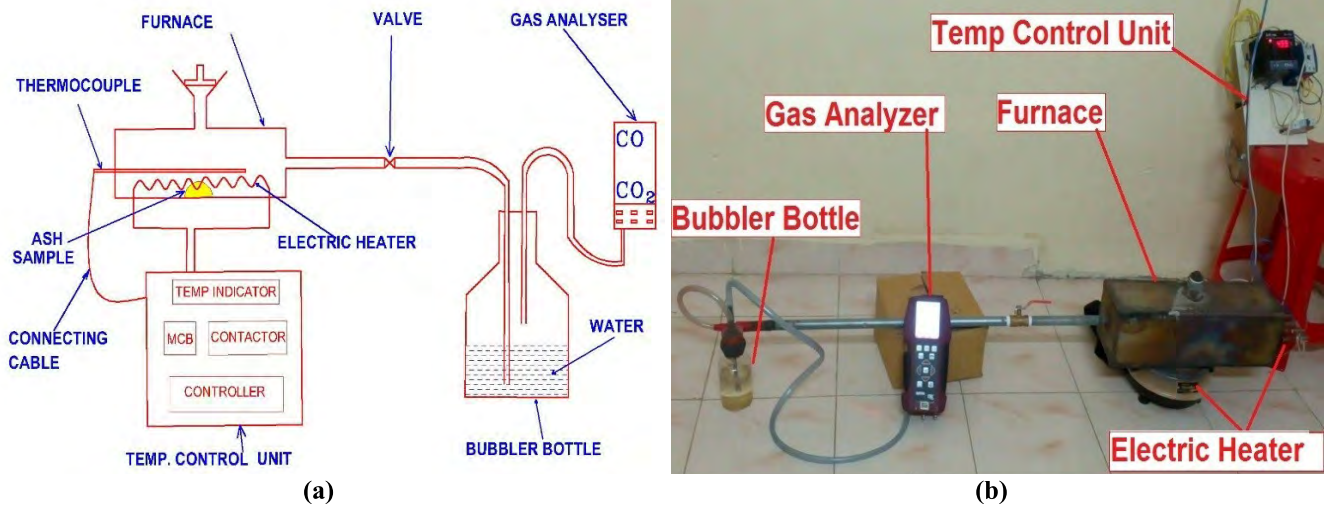 FURNACE
VALVE
GAS ANALYSER
THERMOCOUPLE
CO
CO2
ASH
SAMPLE
ELECTRIC HEATER
TEMP INDICATOR
MCB
CONTACTOR
CONTROLLER
CONNECTING
CABLE
WATER
TEMP. CONTROL UNIT
BUBBLER BOTTLE
(a)
Temp Control Unit
Gas Analyzer
Furnace
Bubbler Bottle
Electric Heater
(b)